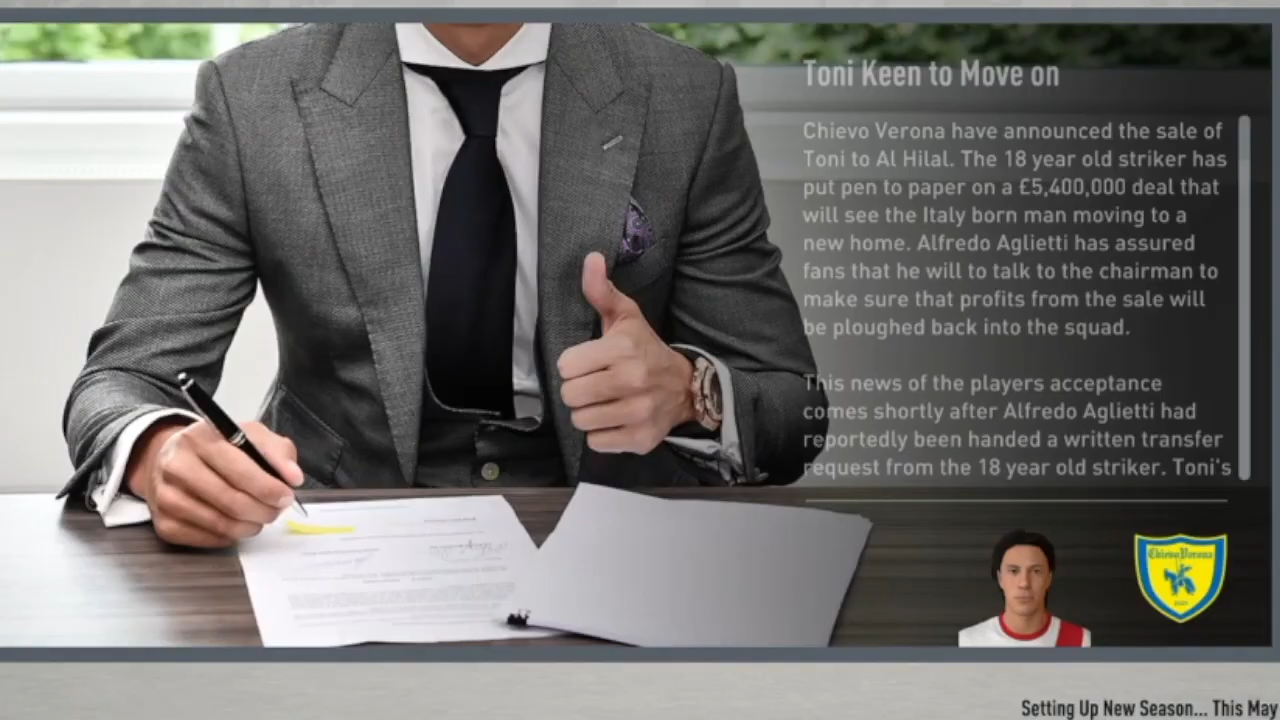 Toni Keen to Move on
Chievo Verona have announced the sale of
Toni to Al Hilal. The 18 year old striker has
put pen to paper on a £5,400,000 deal that
will see the Italy born man moving to a
new home. Alfredo Aglietti has assured
fans that he will to talk to the chairman to
make sure that profits from the sale will
be ploughed back into the squad.
This news of the players acceptance
comes shortly after Alfredo Aglietti had
reportedly been handed a written transfer
request from the 18 year old striker. Toni's
ChievoVerona
Setting Up New Season... This May